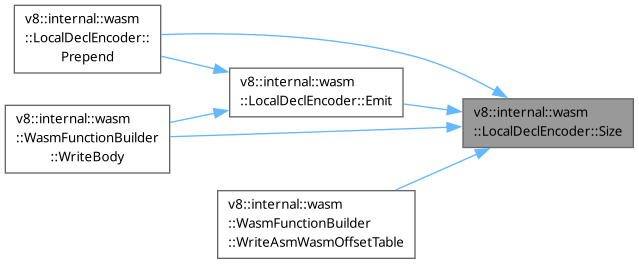 v8::internal::wasm
::LocalDeclEncoder::
Prepend
v8::internal::wasm
::LocalDeclEncoder::Emit
v8::internal::wasm
::LocalDeclEncoder::Size
v8::internal::wasm
::WasmFunctionBuilder
::WriteBody
v8::internal::wasm
::WasmFunctionBuilder
::WriteAsmWasmOffsetTable